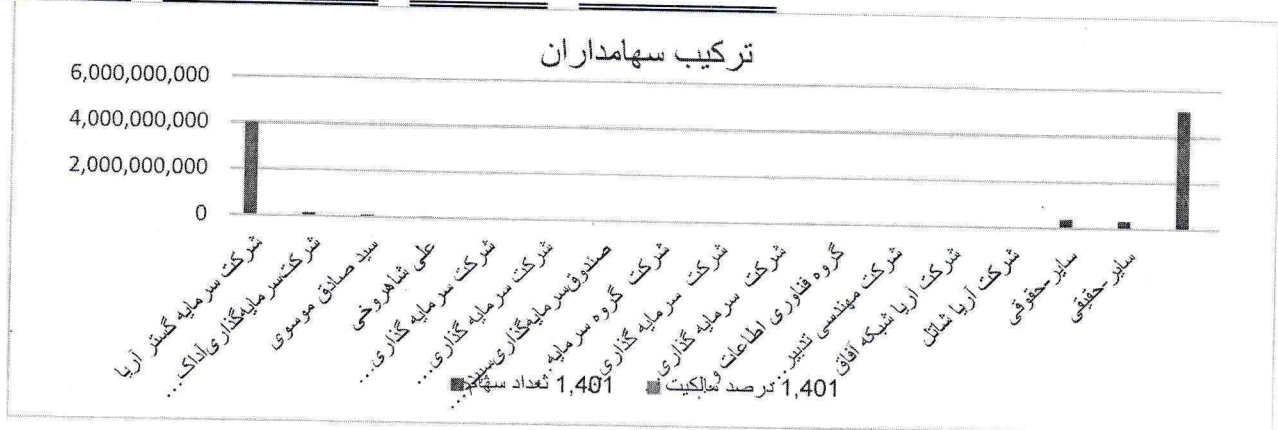 ترکیب سهامداران
6,000,000,000
4,000,000,000
2,000,000,000
0
شرکت سرمایه گستر آریا
شرکت‌سرمایه‌گذاری‌آداک...
سید صادق موسوی
علی شاهروخی
شرکت سرمایه گذاری...
شرکت سرمایه گذاری...
صندوق‌سرمایه‌گذاری‌سپید...
شرکت گروه سرمایه...
شرکت سرمایه گذاری...
شرکت سرمایه گذاری...
گروه فناوری اطلاعات و...
شرکت مهندسی تدبیر...
شرکت آریا شبکه آفاق
شرکت آریا شاتل
سایر-حقوقی
سایر-حقیقی
1,401 تعداد سهام
1,401 درصد مالکیت